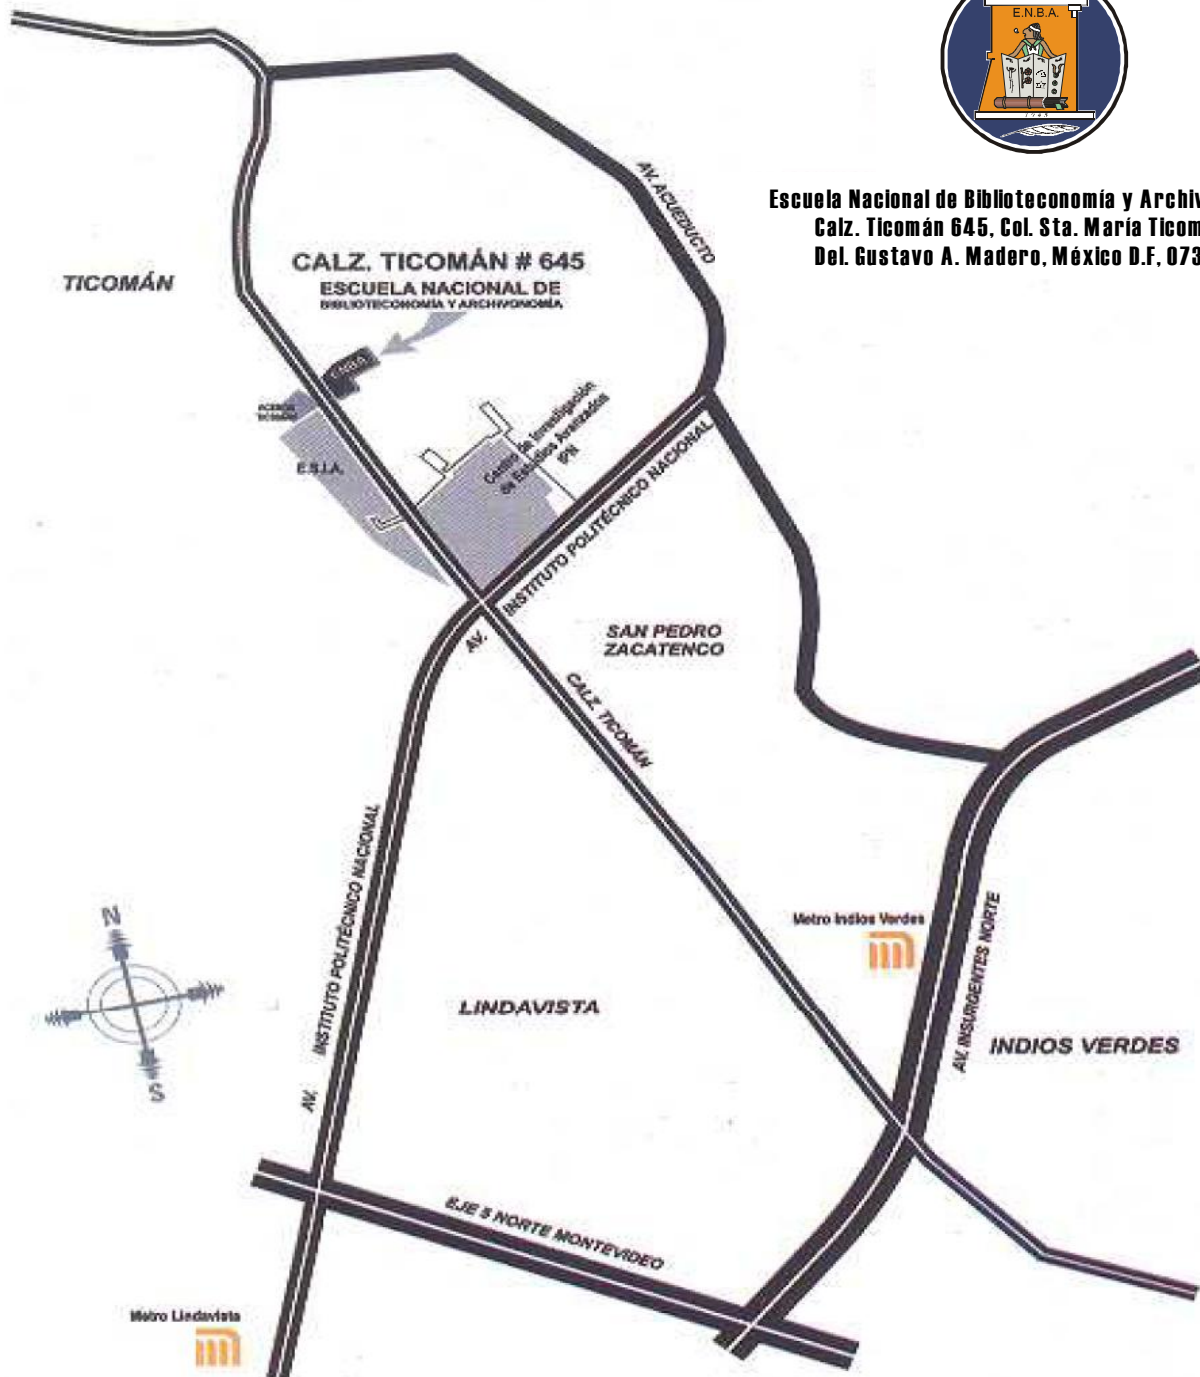 E.N.B.A.
1945
Escuela Nacional de Biblioteconomía y Archiv
Calz. Ticomán 645, Col. Sta. María Ticom
Del. Gustavo A. Madero, México D.F, 073
AV. ACUEDUCTO
TICOMÁN
CALZ. TICOMÁN # 645
ESCUELA NACIONAL DE
BIBLIOTECONOMÍA Y ARCHIVONOMÍA
ENBA
E.S.I.A.
Centro de Investigación
de Estudios Avanzados
IPN
AV. INSTITUTO POLITÉCNICO NACIONAL
SAN PEDRO
ZACATENCO
CALZ. TICOMÁN
AV. INSTITUTO POLITÉCNICO NACIONAL
Metro Indios Verdes
AV. INSURGENTES NORTE
N
LINDAVISTA
INDIOS VERDES
S
EJE 5 NORTE MONTEVIDEO
Metro Lindavista